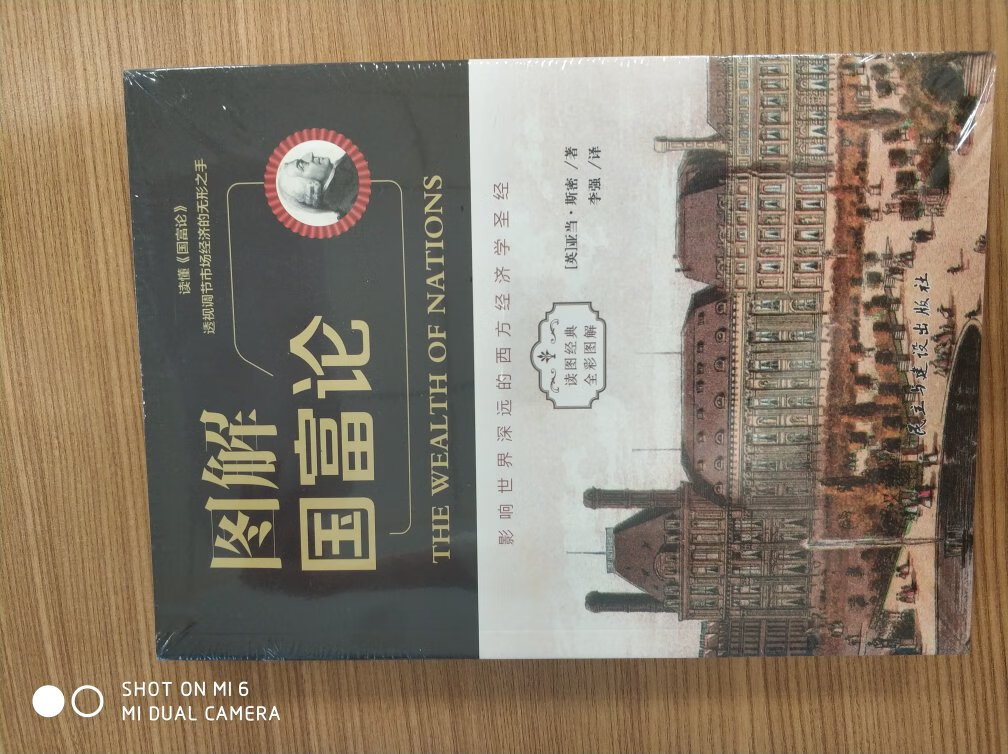 读懂《国富论》
透视调节市场经济的无形之手
图解
国富论
THE WEALTH OF NATIONS
影响世界深远的西方经济学圣经
[英]亚当·斯密 /著
李强 /译
读图经典
全彩图解
民主与建设出版社
SHOT ON MI 6
MI DUAL CAMERA